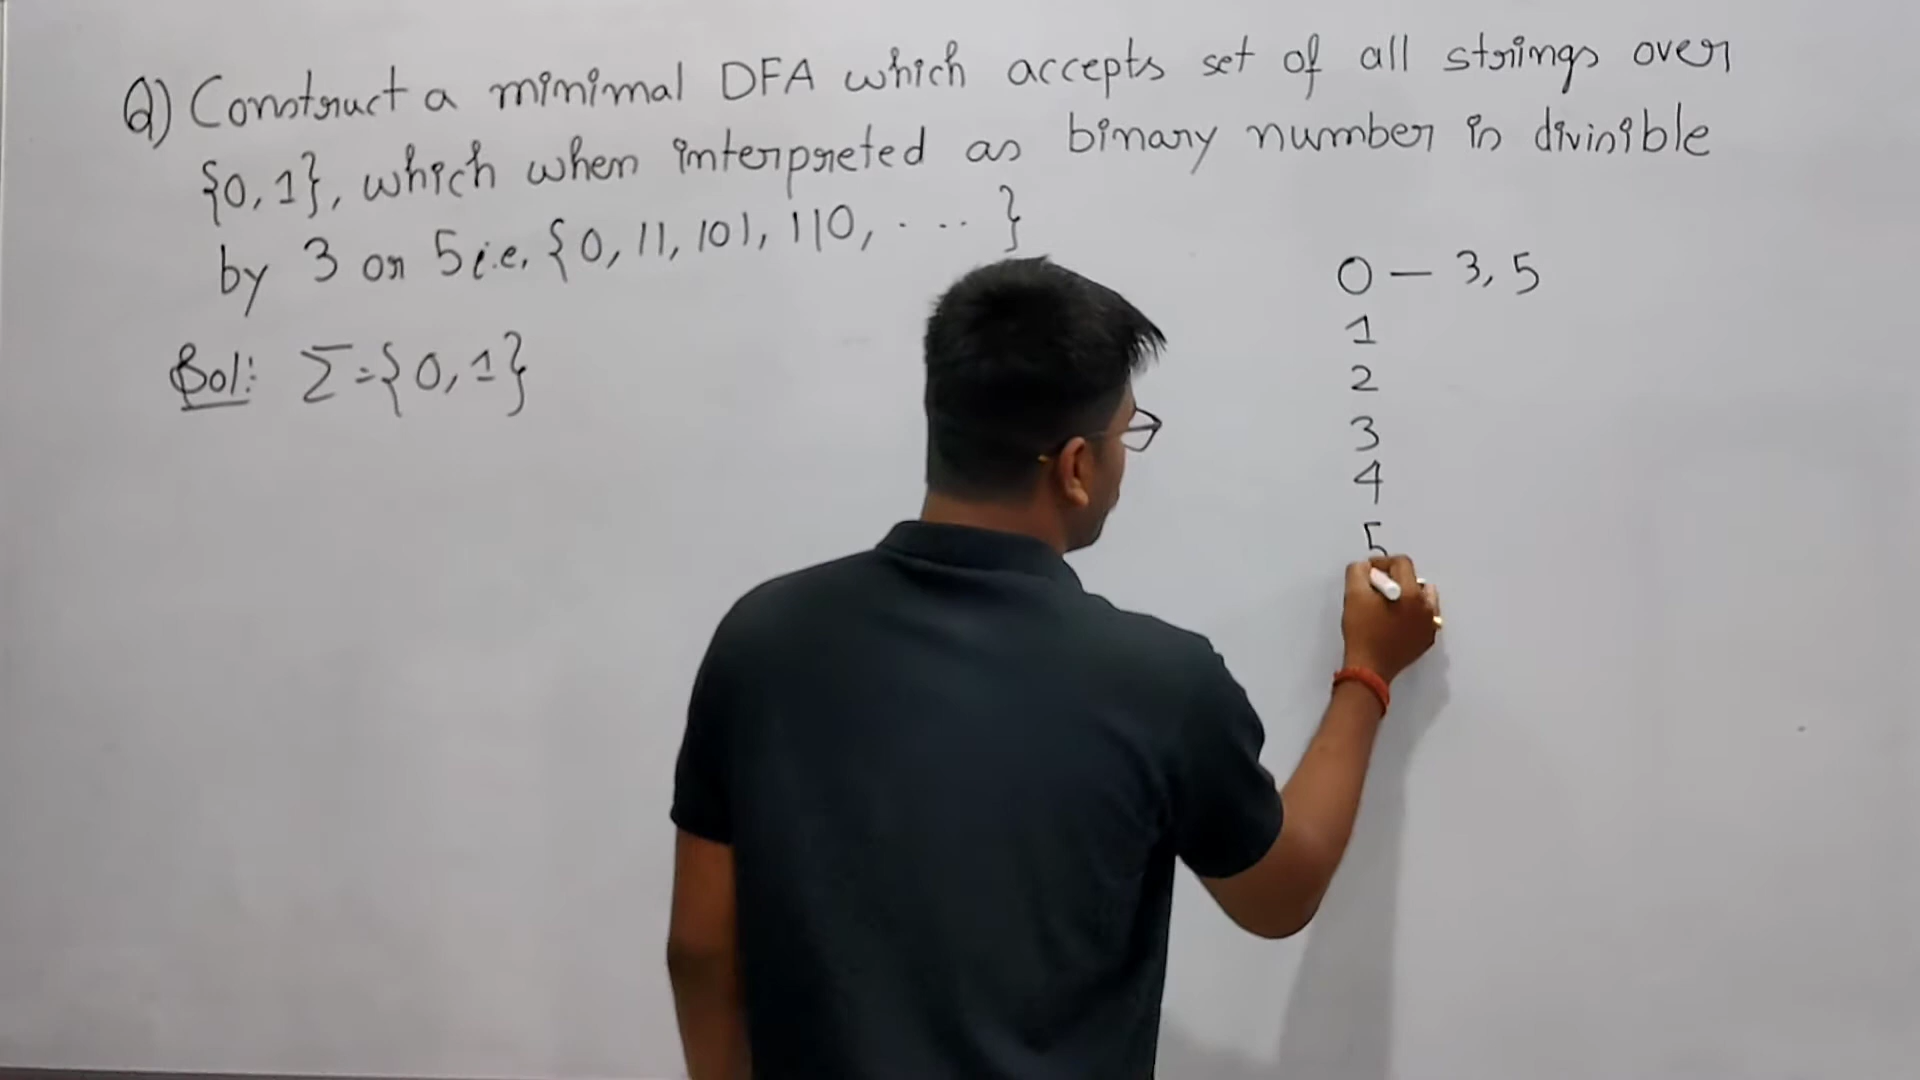 Q) Construct a minimal DFA which accepts set of all strings over
{0,1}, which when interpreted as binary number is divisible
by 3 or 5 i.e. {0, 11, 101, 110, ..... }
Sol: Σ={0,1}
0 — 3, 5
1
2
3
4
5